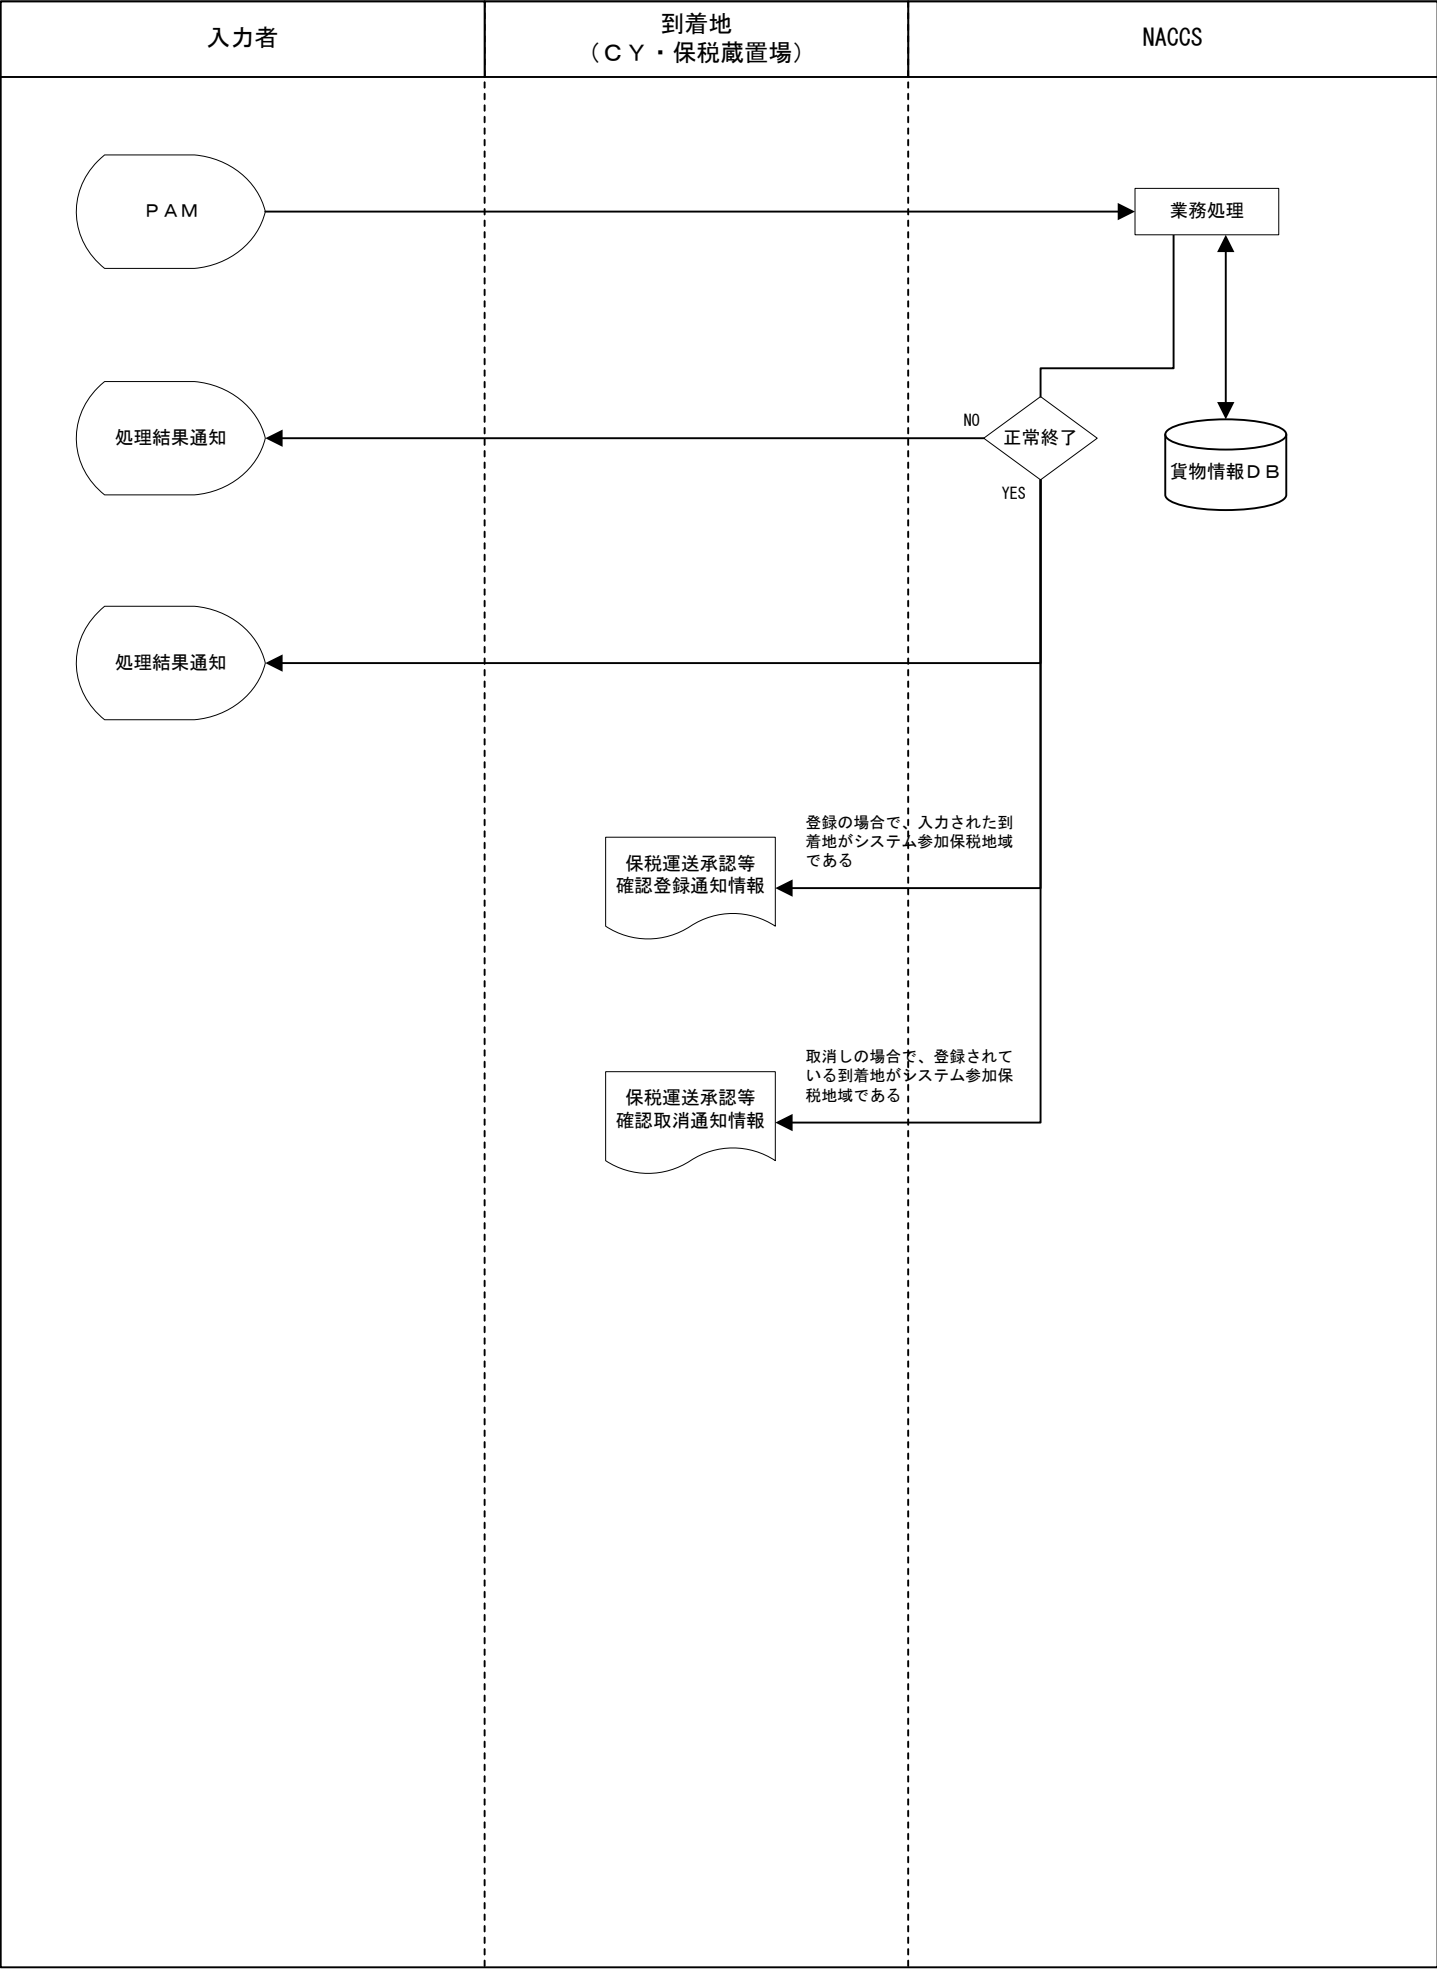 入力者
到着地
（ＣＹ・保税蔵置場）
NACCS
ＰＡＭ
業務処理
処理結果通知
NO
正常終了
貨物情報ＤＢ
YES
処理結果通知
登録の場合で、入力された到
着地がシステム参加保税地域
である
保税運送承認等
確認登録通知情報
取消しの場合で、登録されて
いる到着地がシステム参加保
税地域である
保税運送承認等
確認取消通知情報